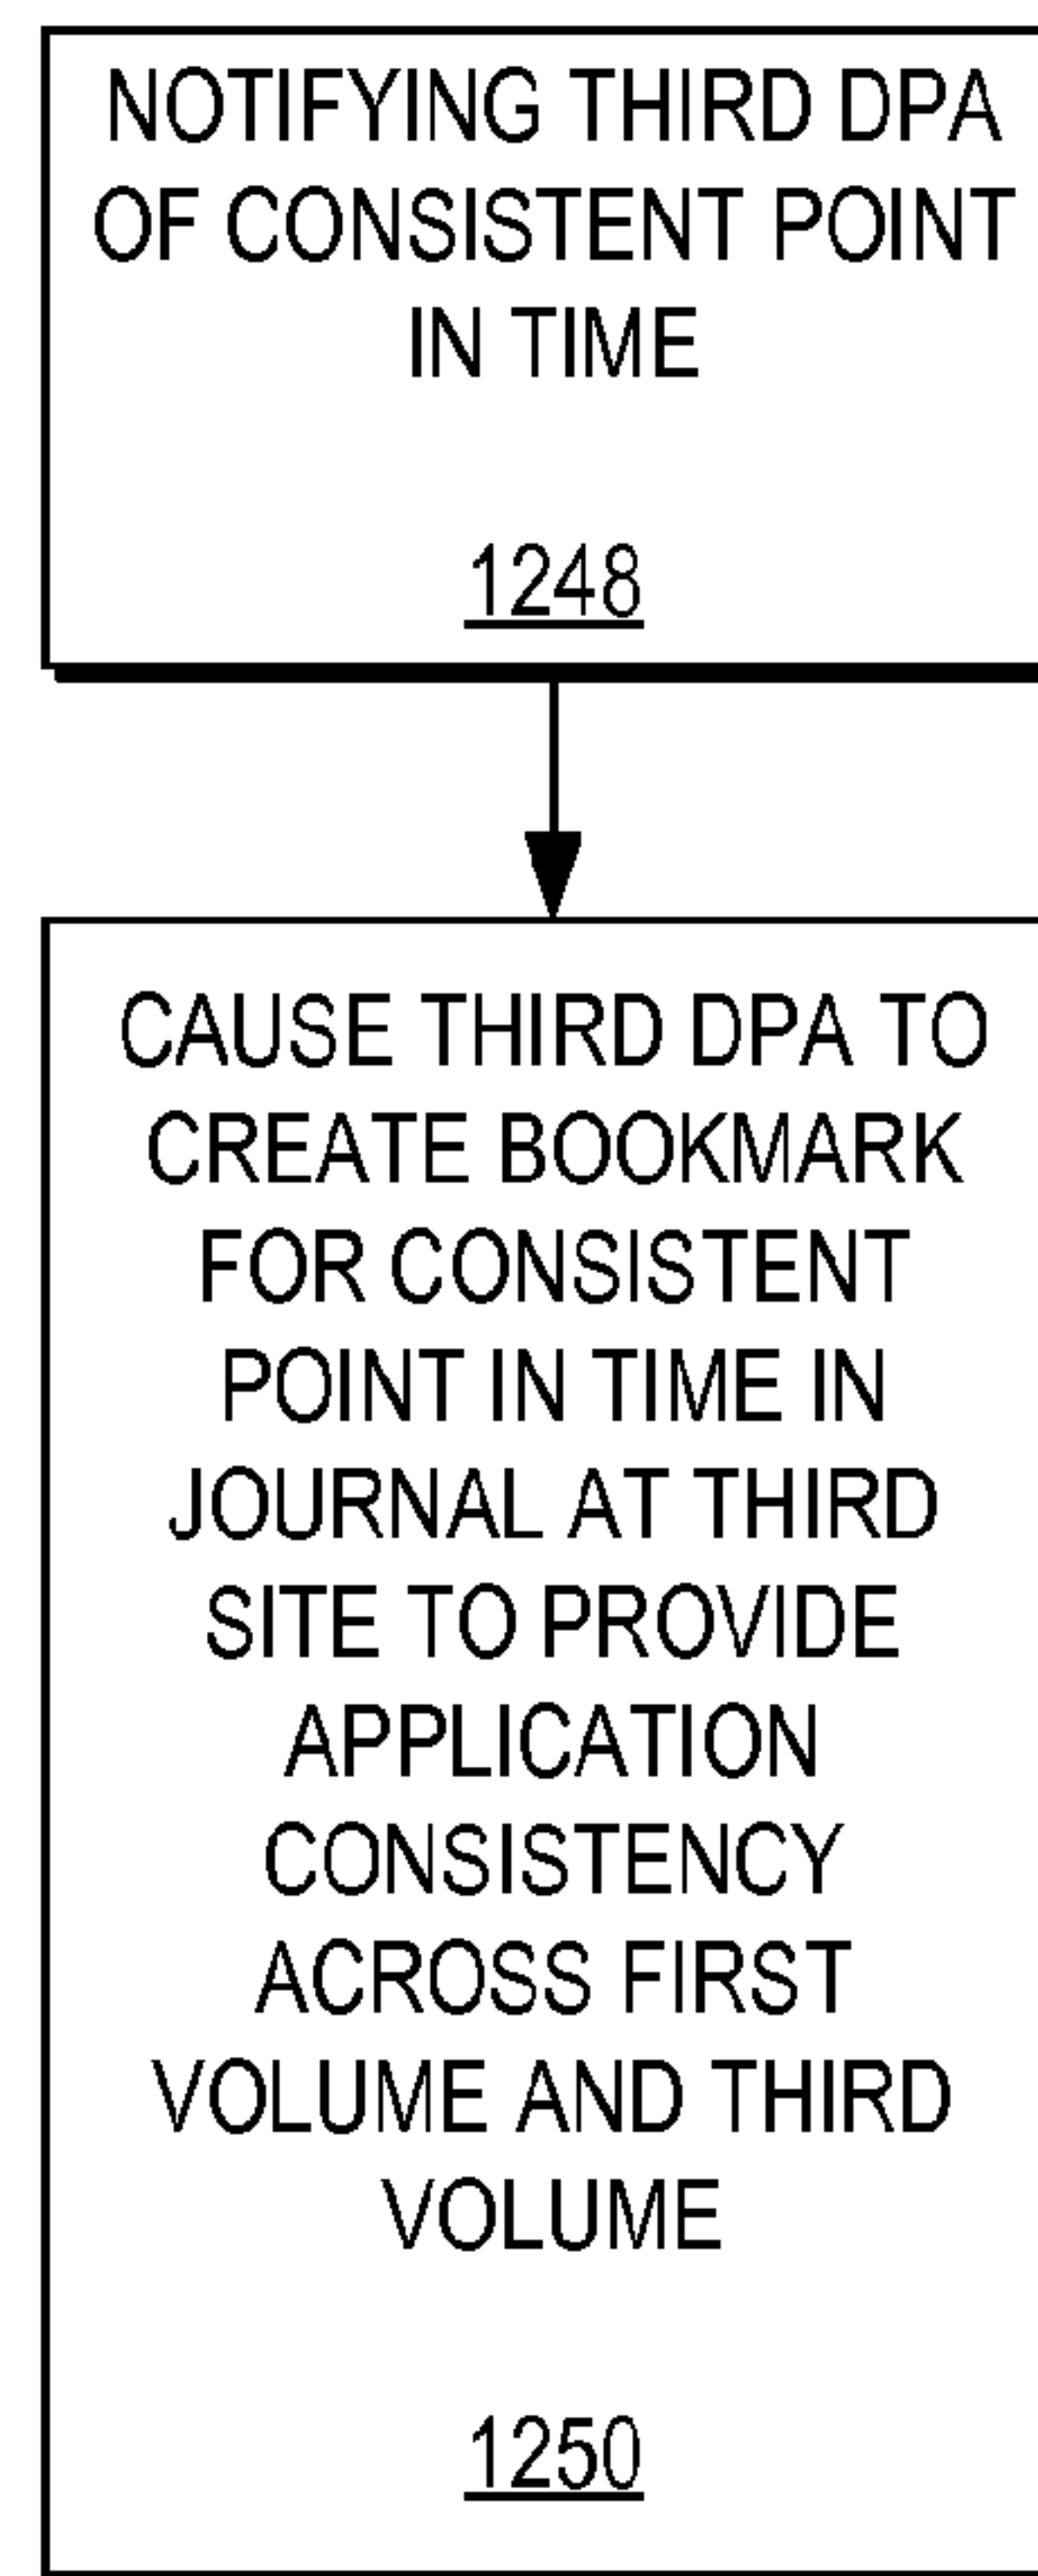 NOTIFYING THIRD DPA
OF CONSISTENT POINT
IN TIME
1248
CAUSE THIRD DPA TO
CREATE BOOKMARK
FOR CONSISTENT
POINT IN TIME IN
JOURNAL AT THIRD
SITE TO PROVIDE
APPLICATION
CONSISTENCY
ACROSS FIRST
VOLUME AND THIRD
VOLUME
1250